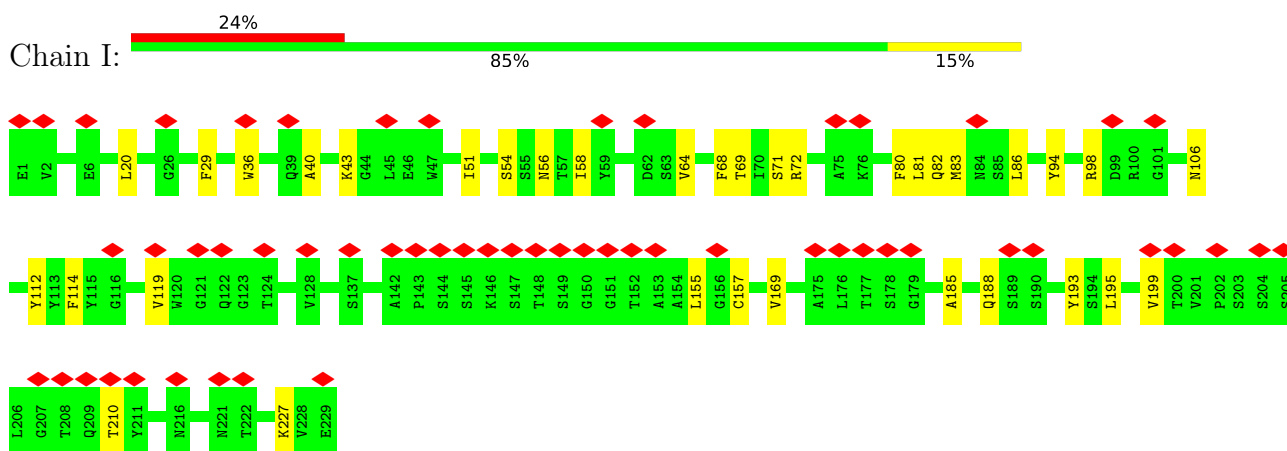 24%
Chain I:
85% 15%
E1 V2 E6 L20 G26 F29 W36 Q39 A40 K43 G44 L45 E46 W47 I51 S54 S55 N56 T57 I58 Y59 D62 S63 V64 F68 T69 I70 S71 R72 A75 K76 F80 L81 Q82 M83 N84 S85 L86 Y94 R98 D99 R100 G101 N106
Y112 Y113 F114 Y115 G116 V119 W120 G121 Q122 G123 T124 V128 S137 A142 P143 S144 S145 K146 S147 T148 S149 G150 G151 T152 A153 A154 L155 G156 C157 V169 A175 L176 T177 S178 G179 A185 Q188 S189 S190 Y193 S194 L195 V199 T200 V201 P202 S203 S204 S205
L206 G207 T208 Q209 T210 Y211 N216 N221 T222 K227 V228 E229